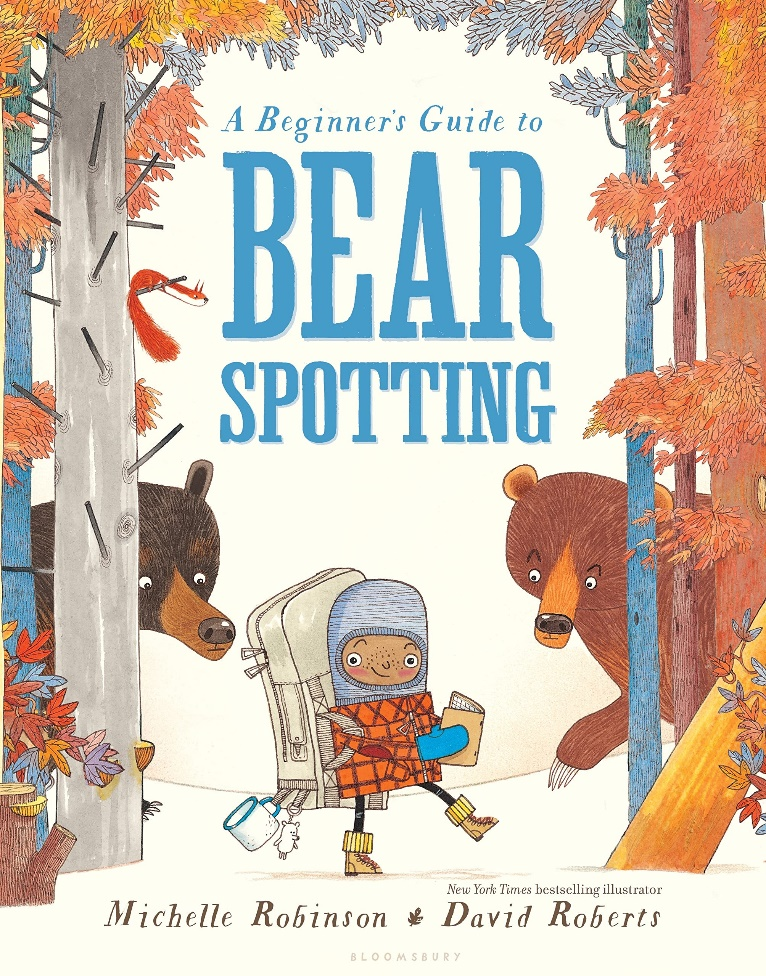 A Beginner's Guide to
BEAR
SPOTTING
New York Times bestselling illustrator
Michelle Robinson David Roberts
BLOOMSBURY